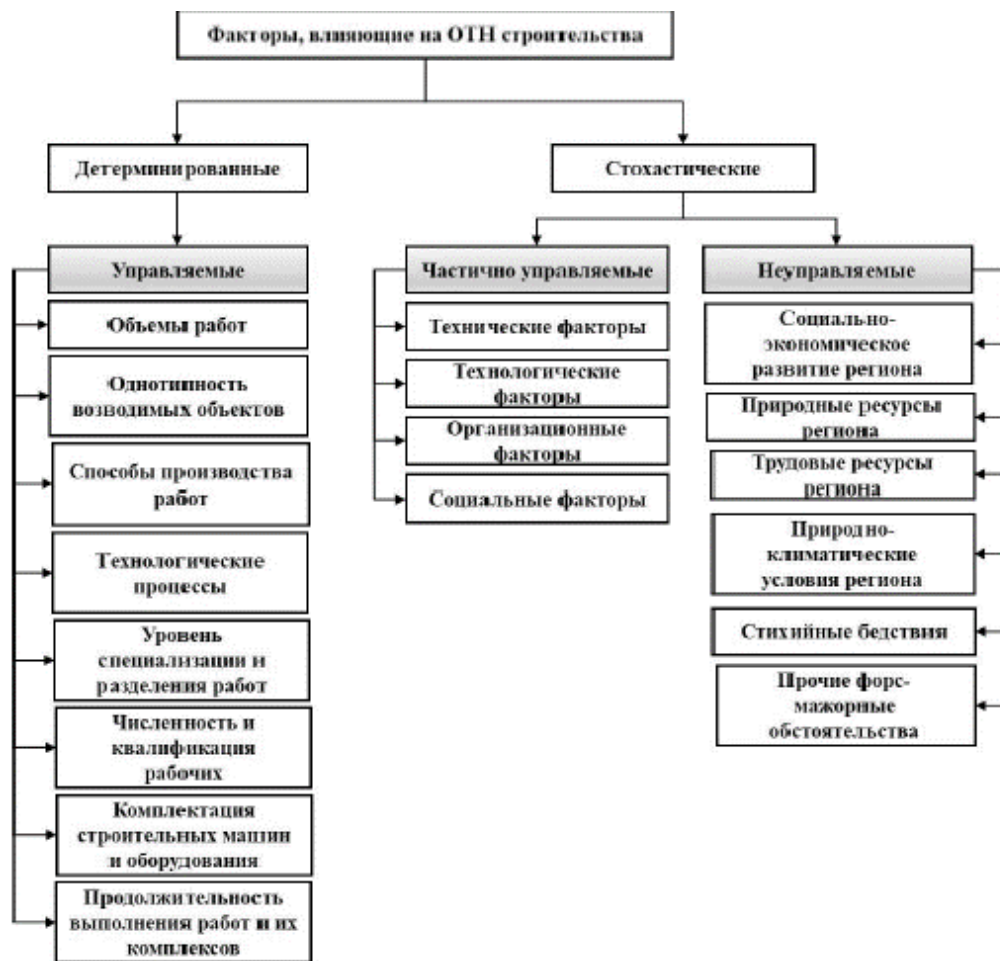 Факторы, влияющие на ОТН строительства
Детерминированные
Стохастические
Управляемые
Объемы работ
Однотипность
возводимых объектов
Способы производства
работ
Технологические
процессы
Уровень
специализации и
разделения работ
Численность и
квалификация
рабочих
Комплектация
строительных машин
и оборудования
Продолжительность
выполнения работ и их
комплексов
Частично управляемые
Технические факторы
Технологические
факторы
Организационные
факторы
Социальные факторы
Неуправляемые
Социально-
экономическое
развитие региона
Природные ресурсы
региона
Трудовые ресурсы
региона
Природно-
климатические
условия региона
Стихийные бедствия
Прочие форс-
мажорные
обстоятельства